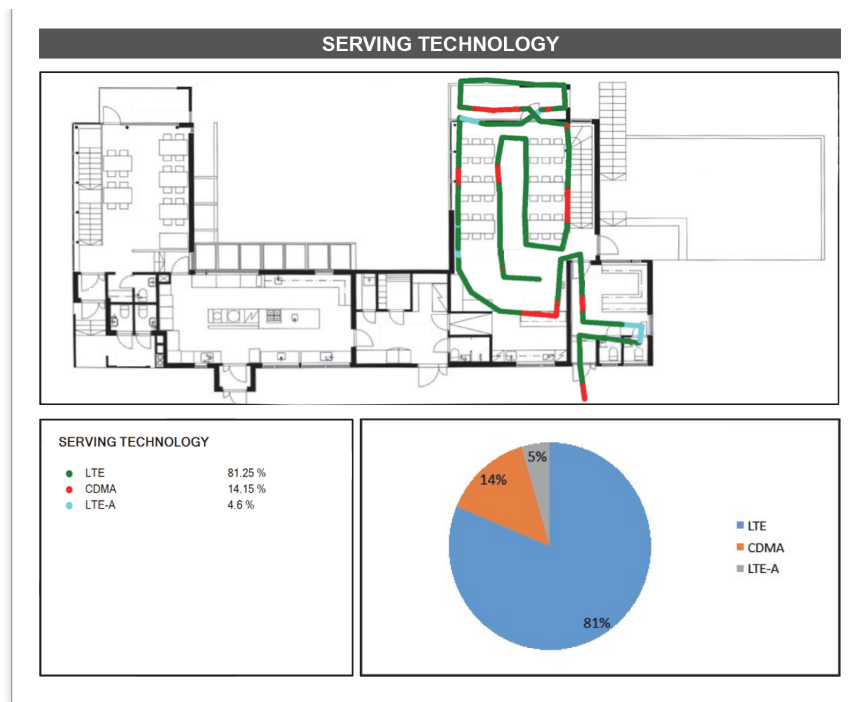 SERVING TECHNOLOGY
SERVING TECHNOLOGY
LTE 81.25 %
CDMA 14.15 %
LTE-A 4.6 %
5%
14%
81%
LTE
CDMA
LTE-A